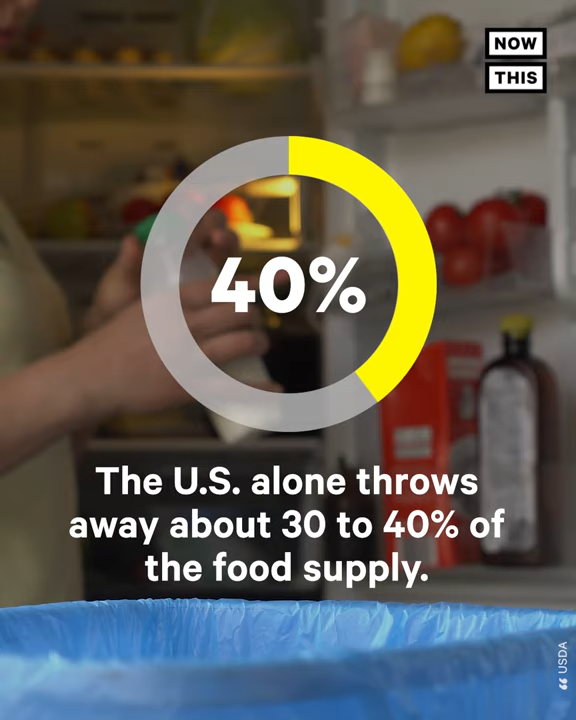 NOW
THIS
40%
The U.S. alone throws
away about 30 to 40% of
the food supply.
❝ USDA